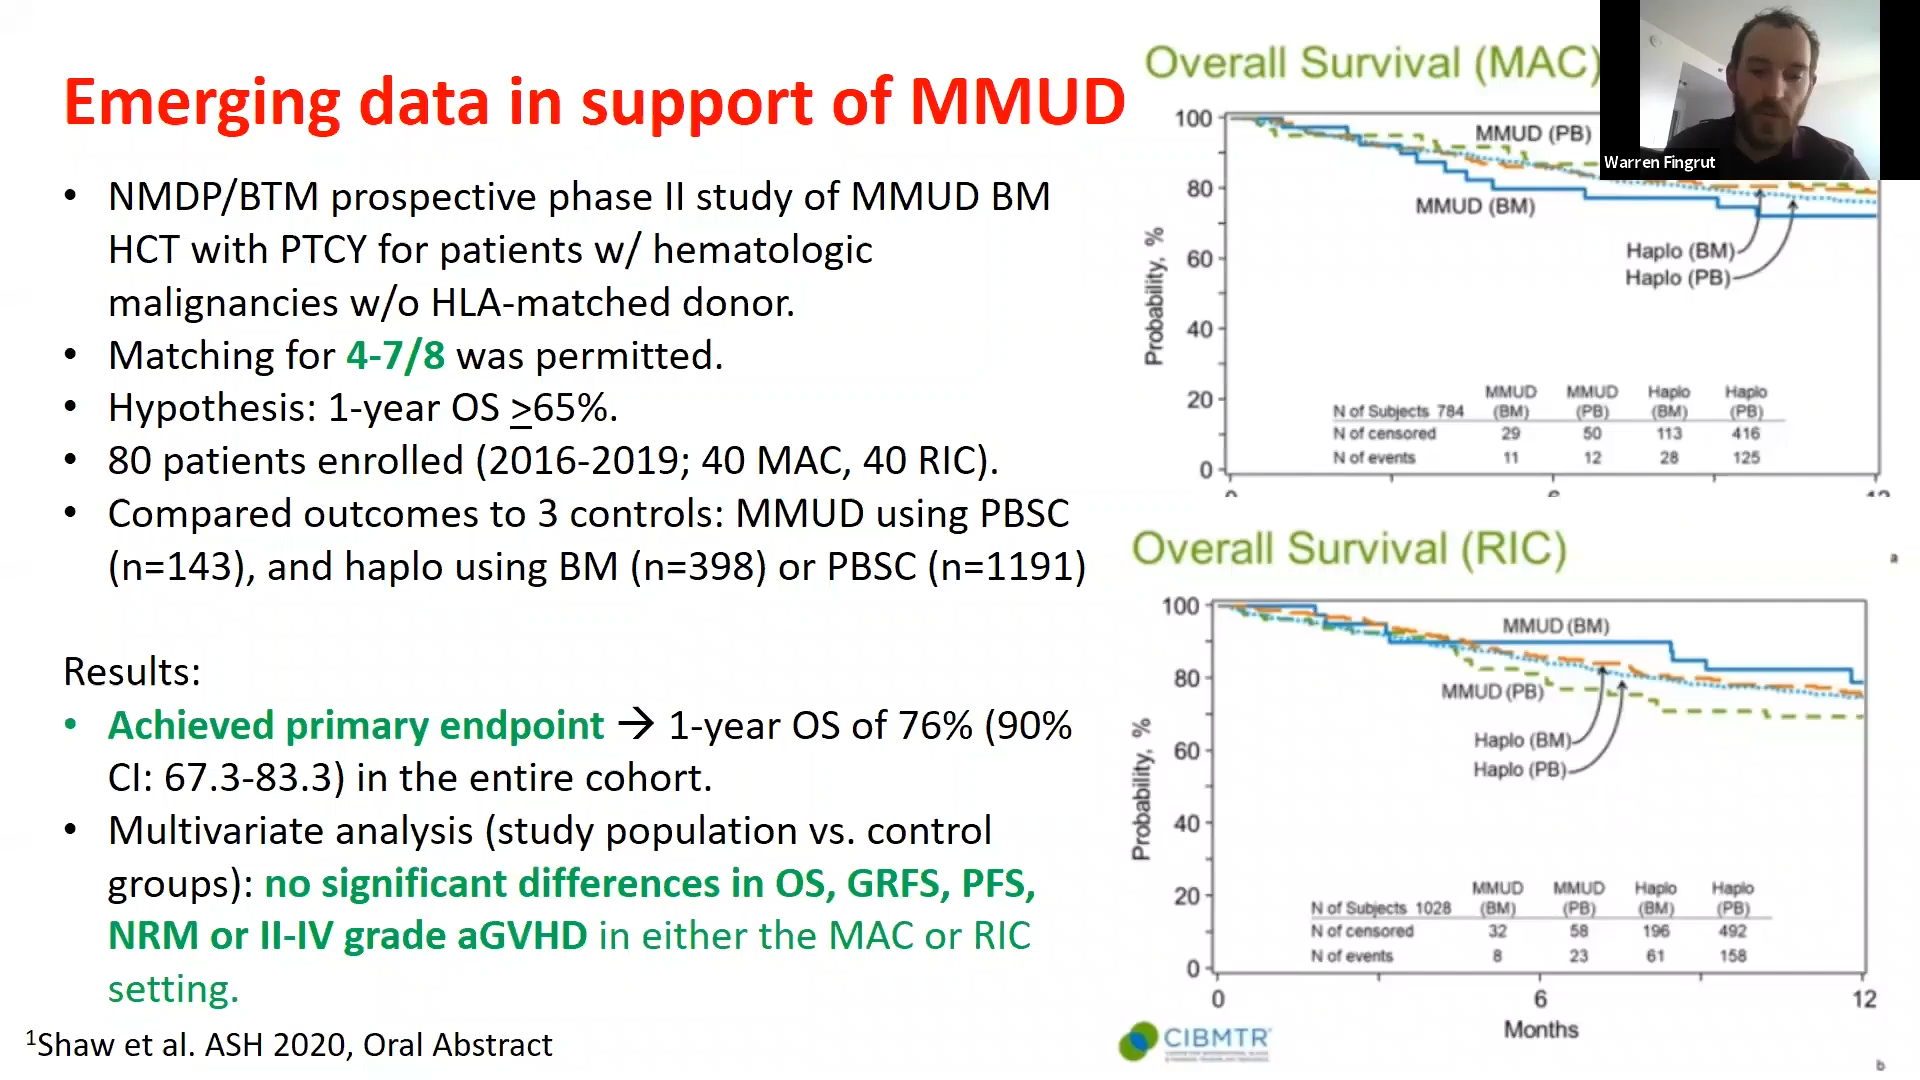 Emerging data in support of MMUD
• NMDP/BTM prospective phase II study of MMUD BM
HCT with PTCY for patients w/ hematologic
malignancies w/o HLA-matched donor.
• Matching for 4-7/8 was permitted.
• Hypothesis: 1-year OS >65%.
• 80 patients enrolled (2016-2019; 40 MAC, 40 RIC).
• Compared outcomes to 3 controls: MMUD using PBSC
(n=143), and haplo using BM (n=398) or PBSC (n=1191)
Results:
• Achieved primary endpoint → 1-year OS of 76% (90%
CI: 67.3-83.3) in the entire cohort.
• Multivariate analysis (study population vs. control
groups): no significant differences in OS, GRFS, PFS,
NRM or II-IV grade aGVHD in either the MAC or RIC
setting.
1Shaw et al. ASH 2020, Oral Abstract
Overall Survival (MAC)
Warren Fingrut
Probability, %
100
80
60
40
20
0
MMUD (PB)
MMUD (BM)
Haplo (BM)
Haplo (PB)
MMUD MMUD Haplo Haplo
N of Subjects 784 (BM) (PB) (BM) (PB)
N of censored 29 50 113 416
N of events 11 12 28 125
Overall Survival (RIC)
a
Probability, %
100
80
60
40
20
0
MMUD (BM)
MMUD (PB)
Haplo (BM)
Haplo (PB)
MMUD MMUD Haplo Haplo
N of Subjects 1028 (BM) (PB) (BM) (PB)
N of censored 32 58 196 492
N of events 8 23 61 158
0 6 12
Months
CIBMTR
b